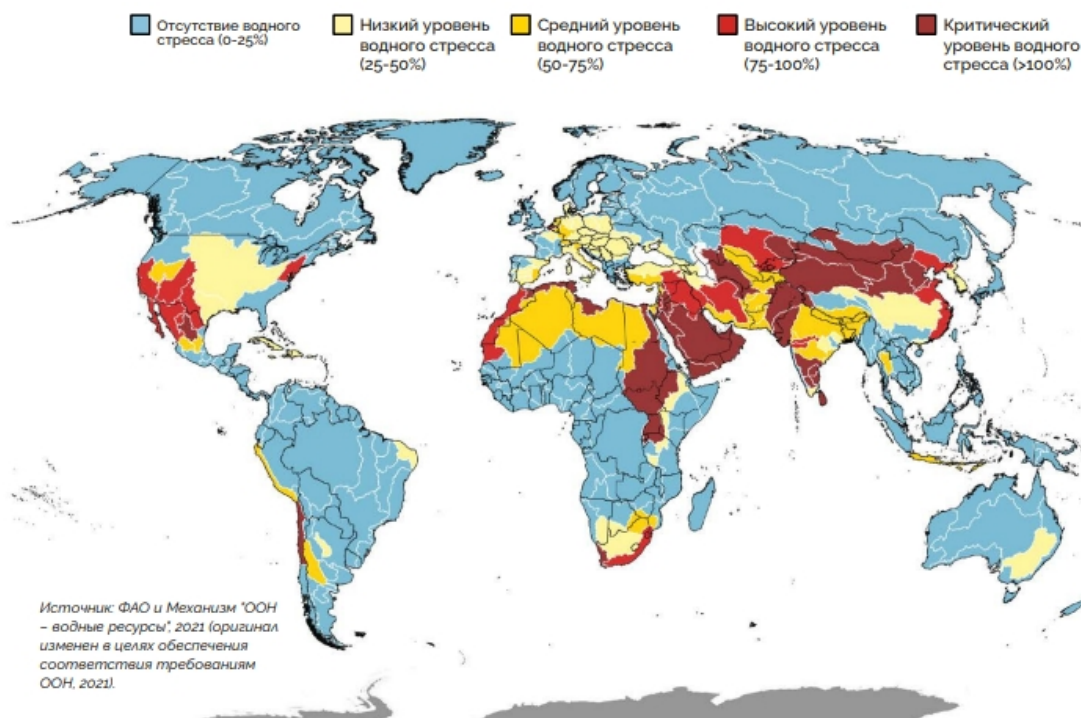 Отсутствие водного
стресса (0-25%)
Низкий уровень
водного стресса
(25-50%)
Средний уровень
водного стресса
(50-75%)
Высокий уровень
водного стресса
(75-100%)
Критический
уровень водного
стресса (>100%)
Источник: ФАО и Механизм "ООН
– водные ресурсы", 2021 (оригинал
изменен в целях обеспечения
соответствия требованиям
ООН, 2021).